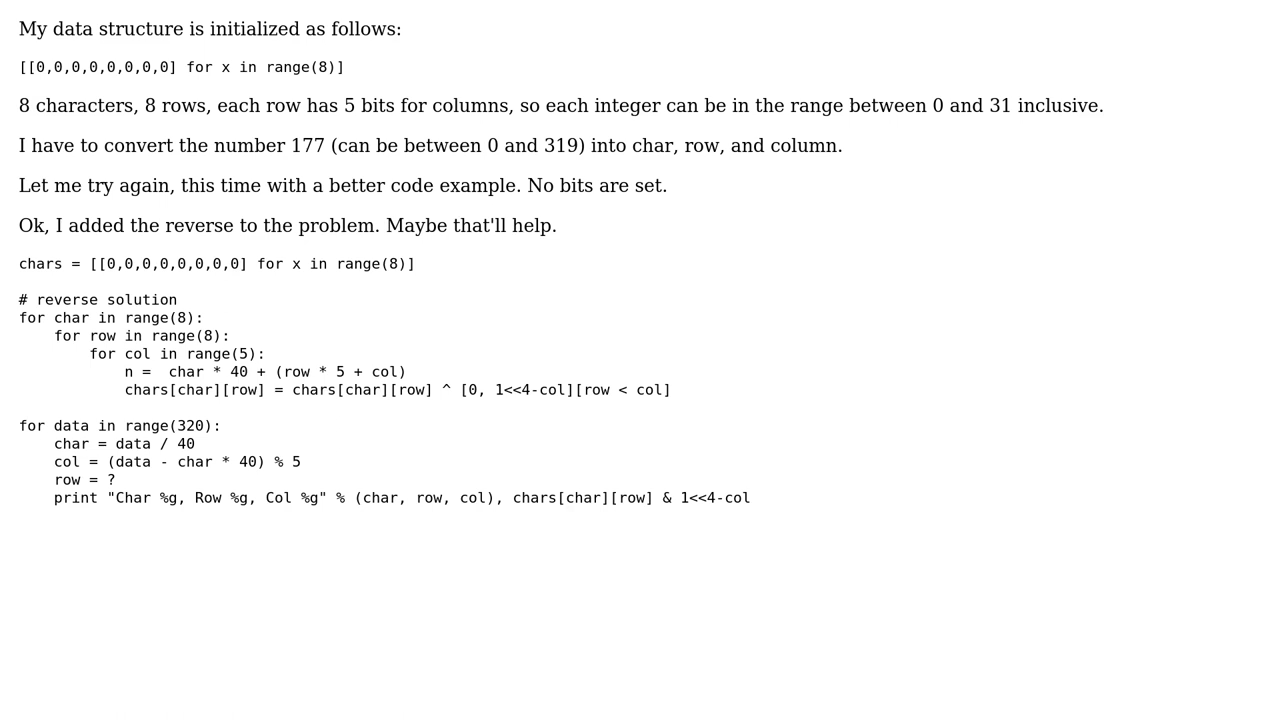 My data structure is initialized as follows:
[[0,0,0,0,0,0,0,0] for x in range(8)]
8 characters, 8 rows, each row has 5 bits for columns, so each integer can be in the range between 0 and 31 inclusive.
I have to convert the number 177 (can be between 0 and 319) into char, row, and column.
Let me try again, this time with a better code example. No bits are set.
Ok, I added the reverse to the problem. Maybe that'll help.
chars = [[0,0,0,0,0,0,0,0] for x in range(8)]
# reverse solution
for char in range(8):
    for row in range(8):
        for col in range(5):
            n =  char * 40 + (row * 5 + col)
            chars[char][row] = chars[char][row] ^ [0, 1<<4-col][row < col]
for data in range(320):
    char = data / 40
    col = (data - char * 40) % 5
    row = ?
    print "Char %g, Row %g, Col %g" % (char, row, col), chars[char][row] & 1<<4-col